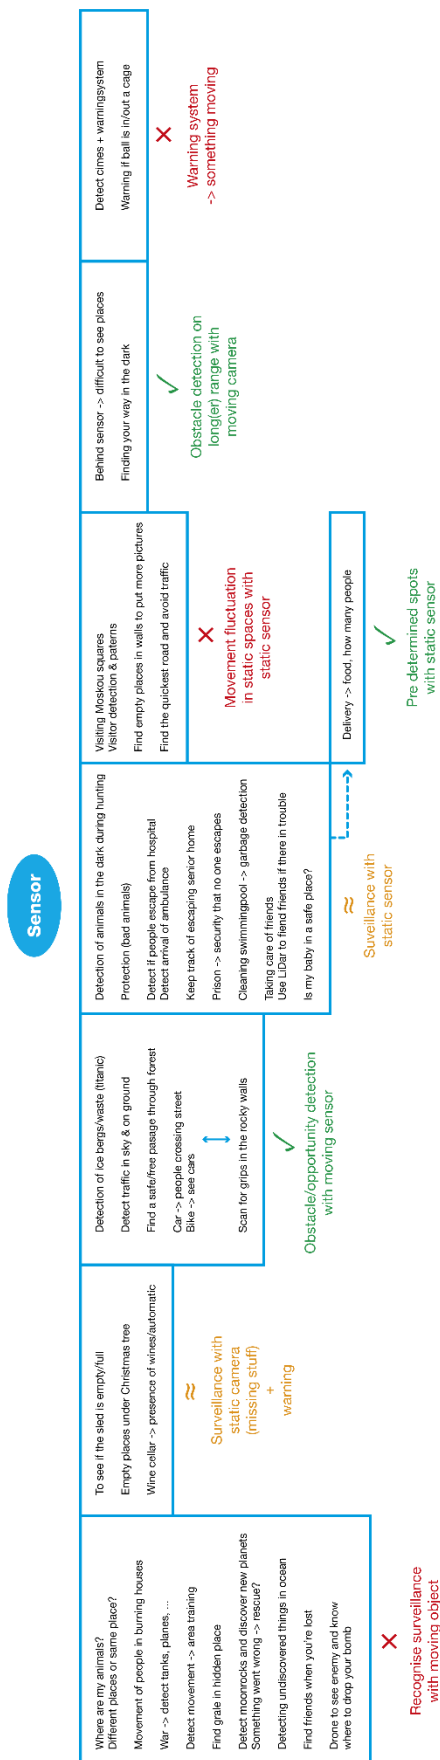 Sensor
Where are my animals?
Different places or same place?
Movement of people in burning houses
War -> detect tanks, planes, ...
Detect movement -> area training
Find grale in hidden place
Detect moonrocks and discover new planets
Something went wrong -> rescue?
Detecting undiscovered things in ocean
Find friends when you're lost
Drone to see enemy and know
where to drop your bomb
✕
Recognise surveillance
with moving object
To see if the sled is empty/full
Empty places under Christmas tree
Wine cellar -> presence of wines/automatic
≈
Surveillance with
static camera
(missing stuff)
+
warning
Detection of ice bergs/waste (titanic)
Detect traffic in sky & on ground
Find a safe/free pasage through forest
Car -> people crossing street
Bike -> see cars
Scan for grips in the rocky walls
✓
Obstacle/opportunity detection
with moving sensor
Detection of animals in the dark during hunting
Protection (bad animals)
Detect if people escape from hospital
Detect arrival of ambulance
Keep track of escaping senior home
Prison -> security that no one escapes
Cleaning swimmingpool -> garbage detection
Taking care of friends
Use LiDar to fiend friends if there in trouble
Is my baby in a safe place?
≈
Suveillance with
static sensor
Visiting Moskou squares
Visitor detection & paterns
Find empty places in walls to put more pictures
Find the quickest road and avoid traffic
✕
Movement fluctuation
in static spaces with
static sensor
Delivery -> food, how many people
✓
Pre determined spots
with static sensor
Behind sensor -> difficult to see places
Finding your way in the dark
✓
Obstacle detection on
long(er) range with
moving camera
Detect cimes + warningsystem
Warning if ball is in/out a cage
✕
Warning system
-> something moving